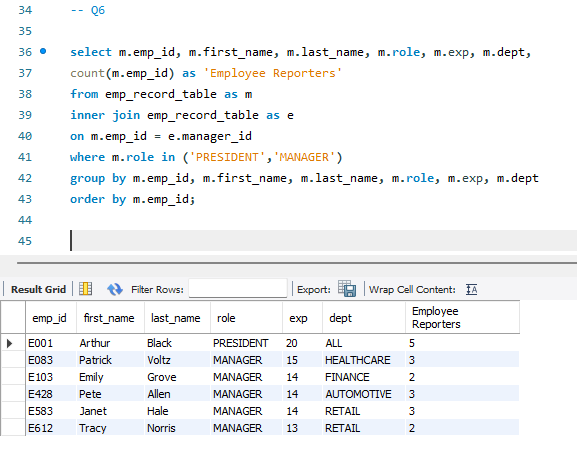 34 -- Q6
35
36 select m.emp_id, m.first_name, m.last_name, m.role, m.exp, m.dept,
37 count(m.emp_id) as 'Employee Reporters'
38 from emp_record_table as m
39 inner join emp_record_table as e
40 on m.emp_id = e.manager_id
41 where m.role in ('PRESIDENT','MANAGER')
42 group by m.emp_id, m.first_name, m.last_name, m.role, m.exp, m.dept
43 order by m.emp_id;
44
45
Result Grid Filter Rows: Export: Wrap Cell Content: IA
emp_id first_name last_name role exp dept Employee Reporters
E001 Arthur Black PRESIDENT 20 ALL 5
E083 Patrick Voltz MANAGER 15 HEALTHCARE 3
E103 Emily Grove MANAGER 14 FINANCE 2
E428 Pete Allen MANAGER 14 AUTOMOTIVE 3
E583 Janet Hale MANAGER 14 RETAIL 3
E612 Tracy Norris MANAGER 13 RETAIL 2